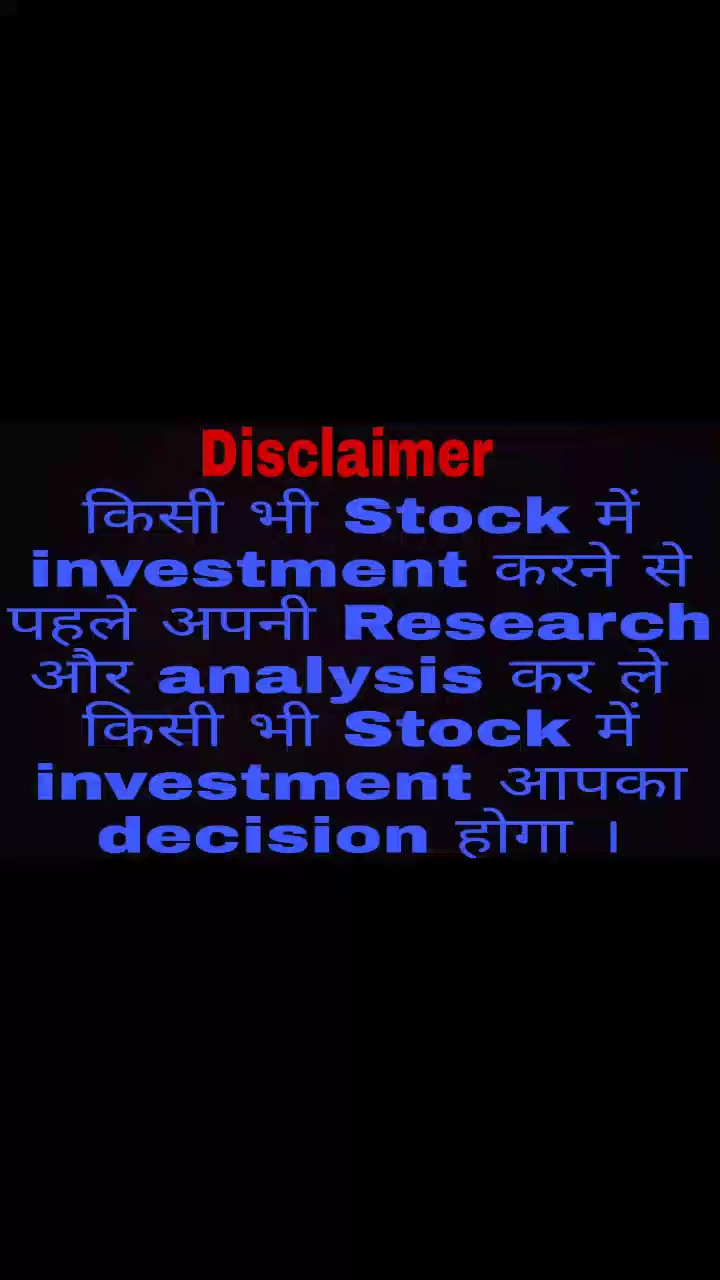 Disclaimer
किसी भी Stock में
investment करने से
पहले अपनी Research
और analysis कर ले
किसी भी Stock में
investment आपका
decision होगा ।